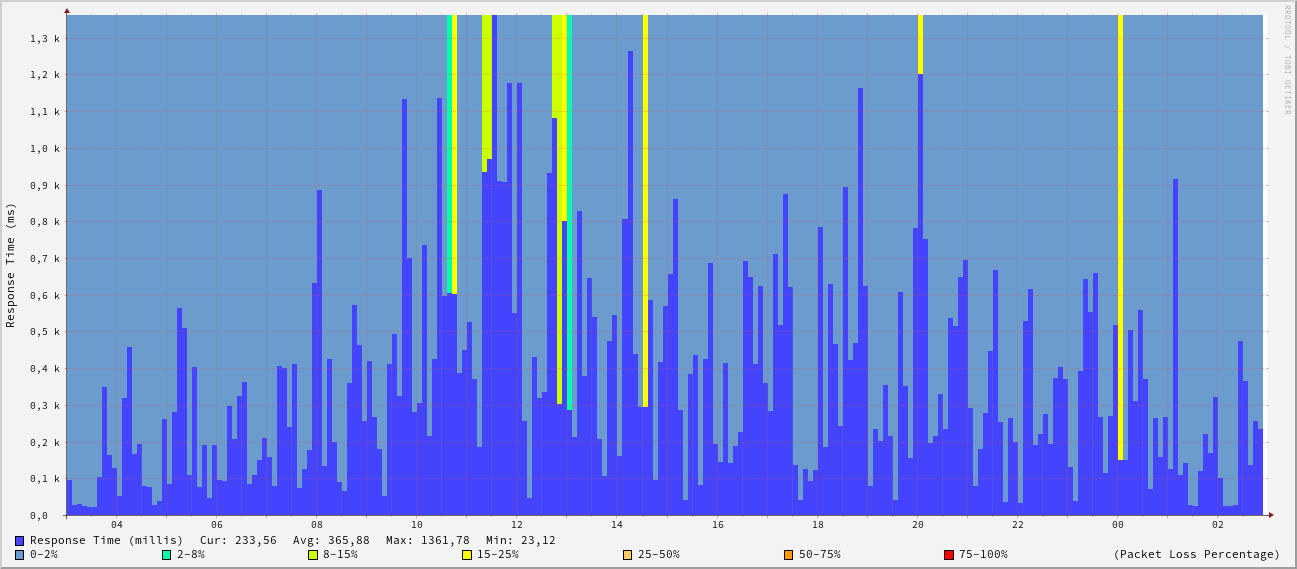 RRDTOOL / TOBI OETIKER
Response Time (ms)
1,3 k
1,2 k
1,1 k
1,0 k
0,9 k
0,8 k
0,7 k
0,6 k
0,5 k
0,4 k
0,3 k
0,2 k
0,1 k
0,0
04 06 08 10 12 14 16 18 20 22 00 02
Response Time (millis) Cur: 233,56 Avg: 365,88 Max: 1361,78 Min: 23,12
0-2% 2-8% 8-15% 15-25% 25-50% 50-75% 75-100% (Packet Loss Percentage)